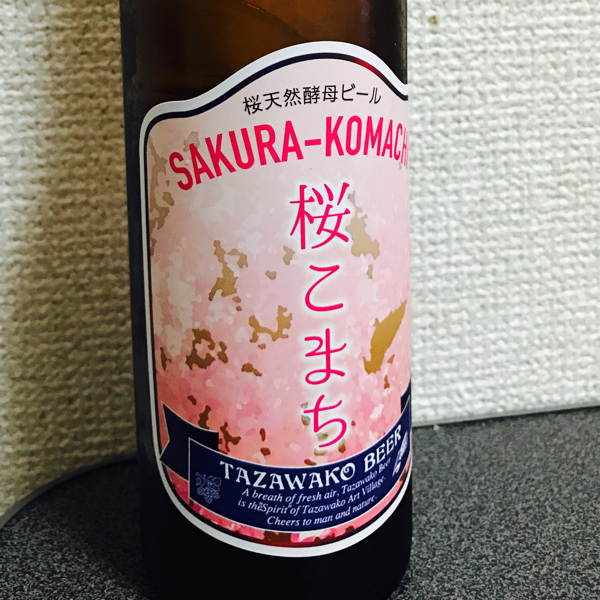 桜天然酵母ビール
SAKURA-KOMACHI
桜こまち
TAZAWAKO BEER
A breath of fresh air, Tazawako Beer
is theSpirit of Tazawako Art Village.
Cheers to man and nature.